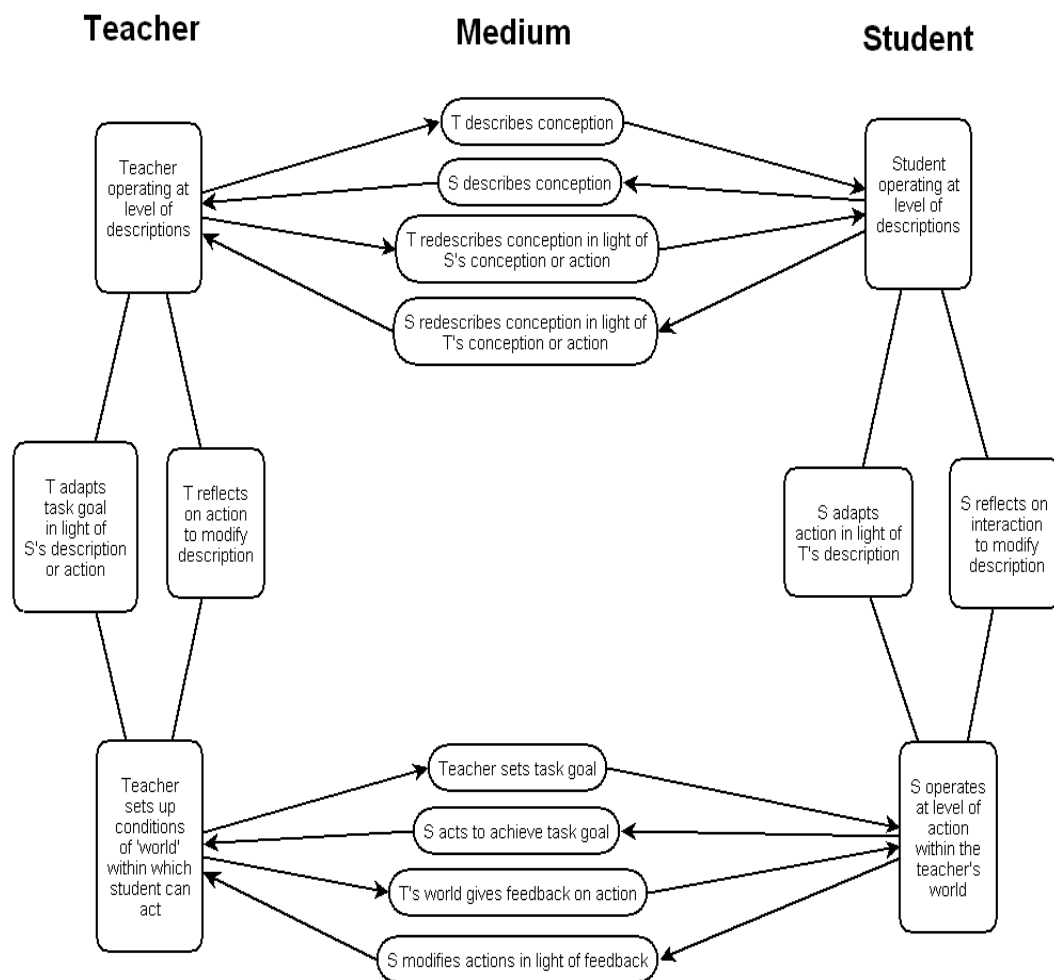 Teacher
Medium
Student
T describes conception
S describes conception
T redescribes conception in light of
S's conception or action
S redescribes conception in light of
T's conception or action
Teacher
operating at
level of
descriptions
Student
operating at
level of
descriptions
T adapts
task goal
in light of
S's description
or action
T reflects
on action
to modify
description
S adapts
action in light of
T's description
S reflects on
interaction
to modify
description
Teacher
sets up
conditions
of 'world'
within which
student can
act
Teacher sets task goal
S acts to achieve task goal
T's world gives feedback on action
S modifies actions in light of feedback
S operates
at level of
action
within the
teacher's
world